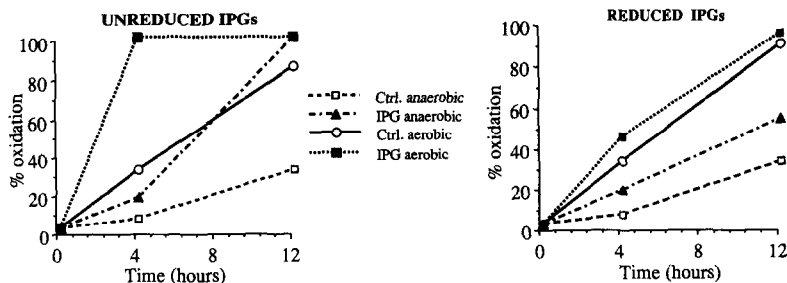 UNREDUCED IPGs
100
80
60
40
20
0
% oxidation
0
4
8
12
Time (hours)
Ctrl. anaerobic
IPG anaerobic
Ctrl. aerobic
IPG aerobic
REDUCED IPGs
100
80
60
40
20
0
% oxidation
0
4
8
12
Time (hours)